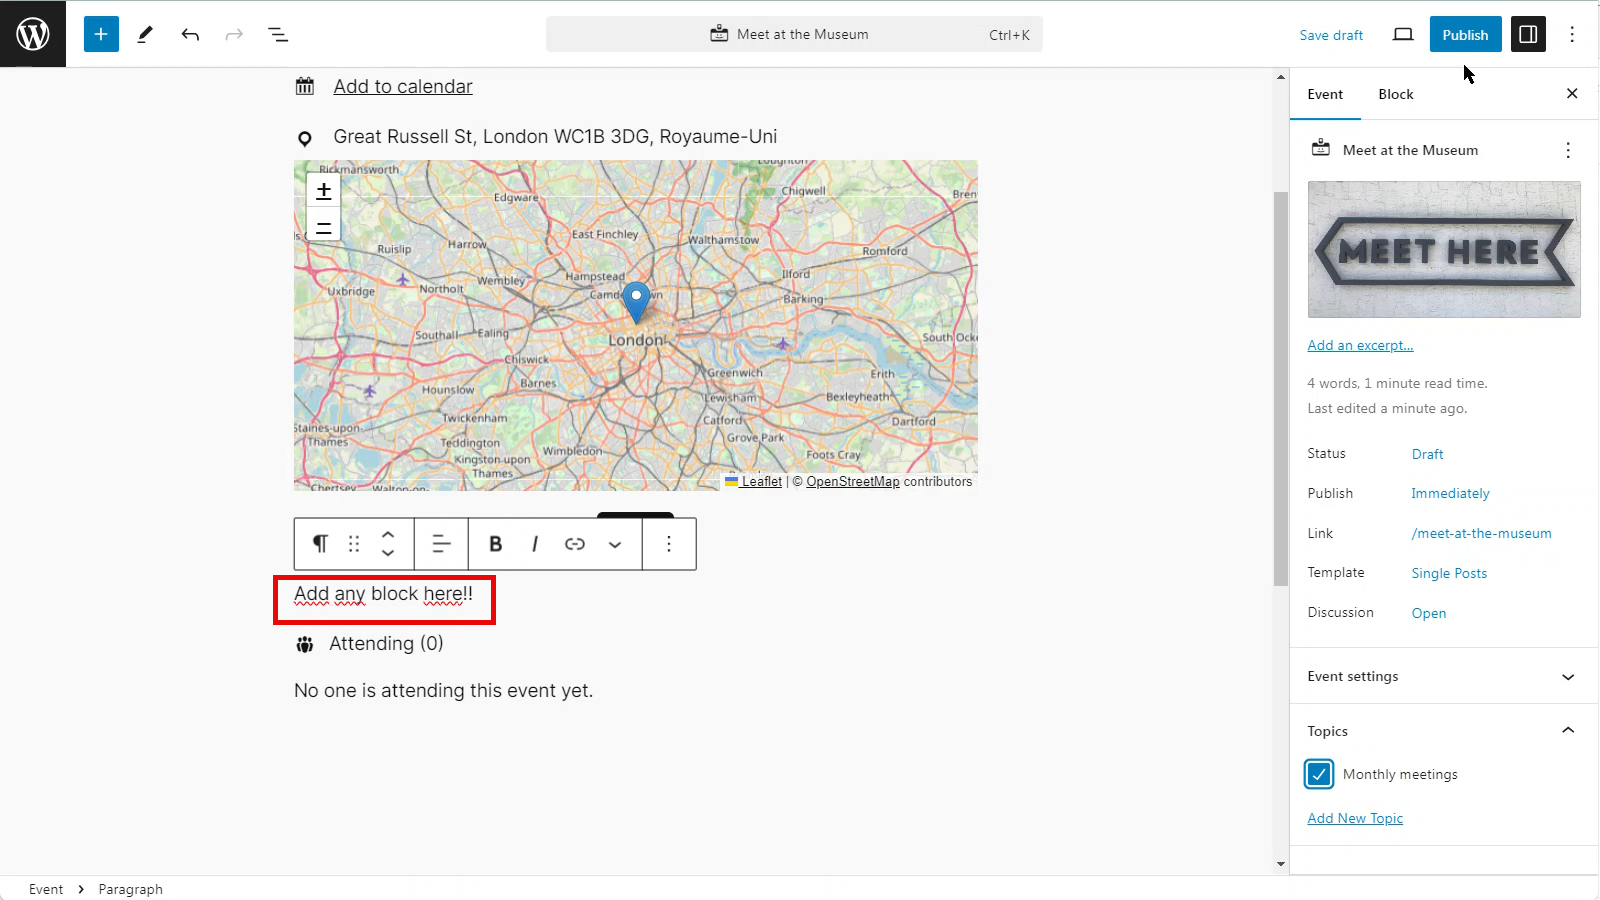 Meet at the Museum
Ctrl+K
Save draft
Publish
Add to calendar
Great Russell St, London WC1B 3DG, Royaume-Uni
+
−
Rickmansworth
Edgware
Loughton
Chigwell
Bren
East Finchley
Walthamstow
Romford
Ruislip
Harrow
Hampstead
Ilford
Wembley
Uxbridge
Northolt
Camden Town
Barking
Southall
Ealing
London
South Ocke
Chiswick
Greenwich
Erith
Hounslow
Barnes
Lewisham
Bexleyheath
Twickenham
Catford
Dartford
Staines-upon-
Thames
Teddington
Grove Park
Kingston upon
Thames
Wimbledon
Foots Cray
Chertsey
Walton-on-
Leaflet | © OpenStreetMap contributors
B I
Add any block here!!
Attending (0)
No one is attending this event yet.
Event
Block
Meet at the Museum
MEET HERE
Add an excerpt...
4 words, 1 minute read time.
Last edited a minute ago.
Status Draft
Publish Immediately
Link /meet-at-the-museum
Template Single Posts
Discussion Open
Event settings
Topics
Monthly meetings
Add New Topic
Event > Paragraph